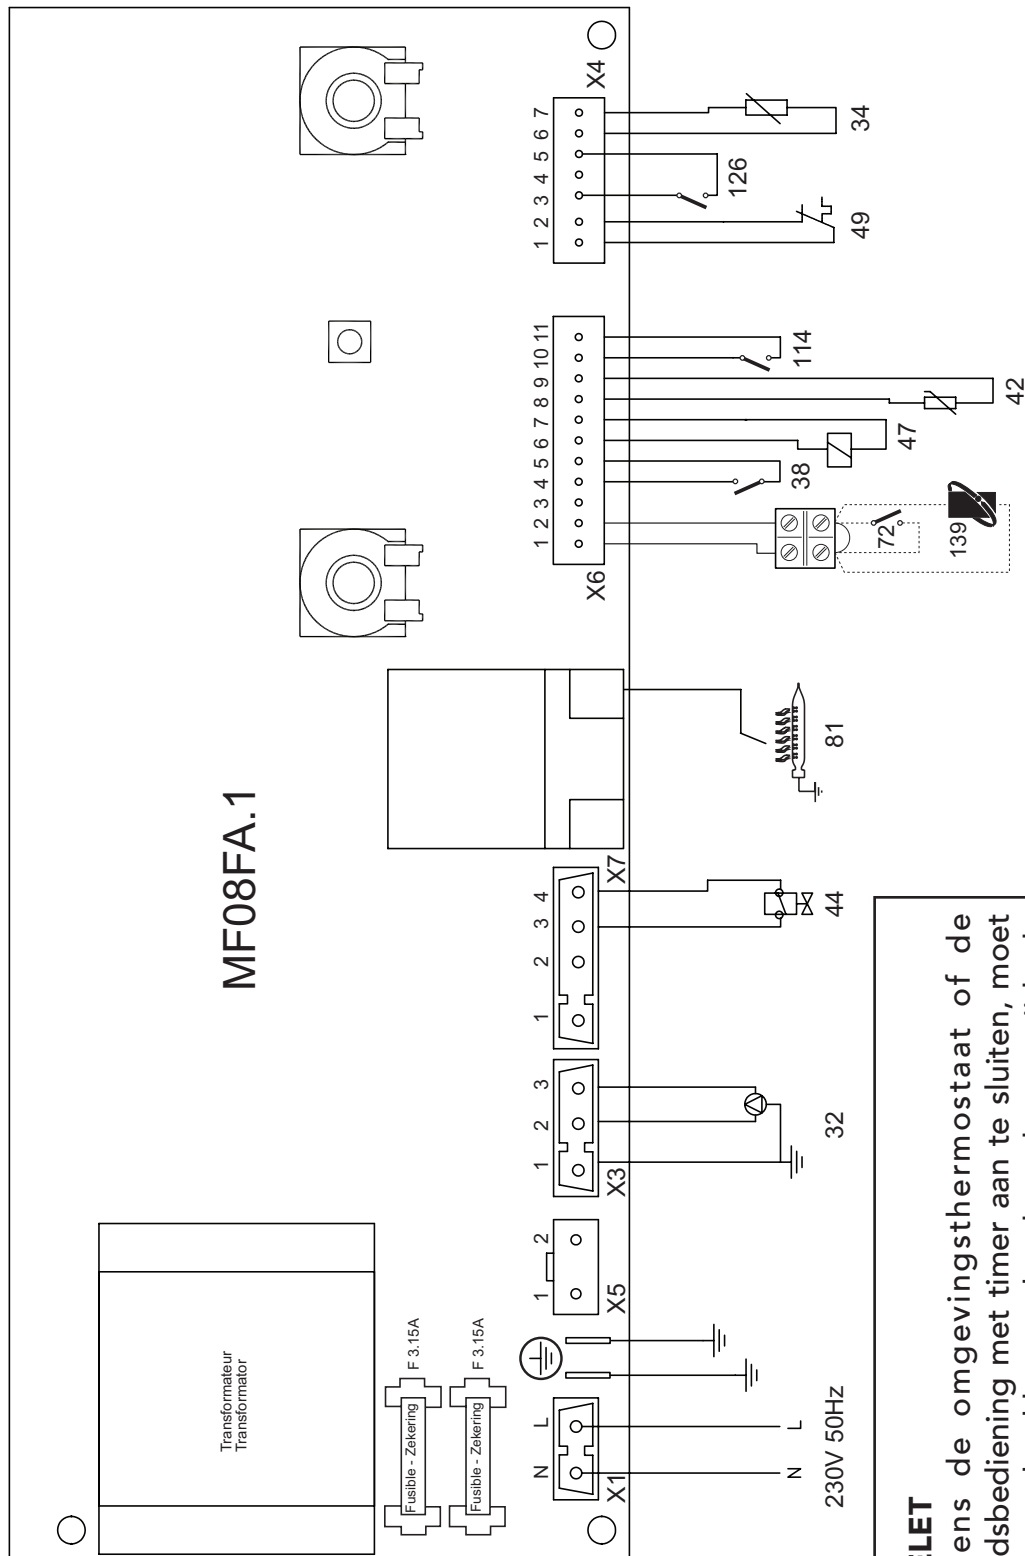 MF08FA.1
Transformateur
Transformator
Fusible - Zekering F 3.15A
Fusible - Zekering F 3.15A
N L
1 2
1 2 3
1 2 3 4
1 2 3 4 5 6 7 8 9 10 11
1 2 3 4 5 6 7
X1 X5 X3 X7 X6 X4
N L
230V 50Hz
32
44
81
72
139
38
47
42
114
49
126
34
LET
ens de omgevingsthermostaat of de
dsbediening met timer aan te sluiten, moet